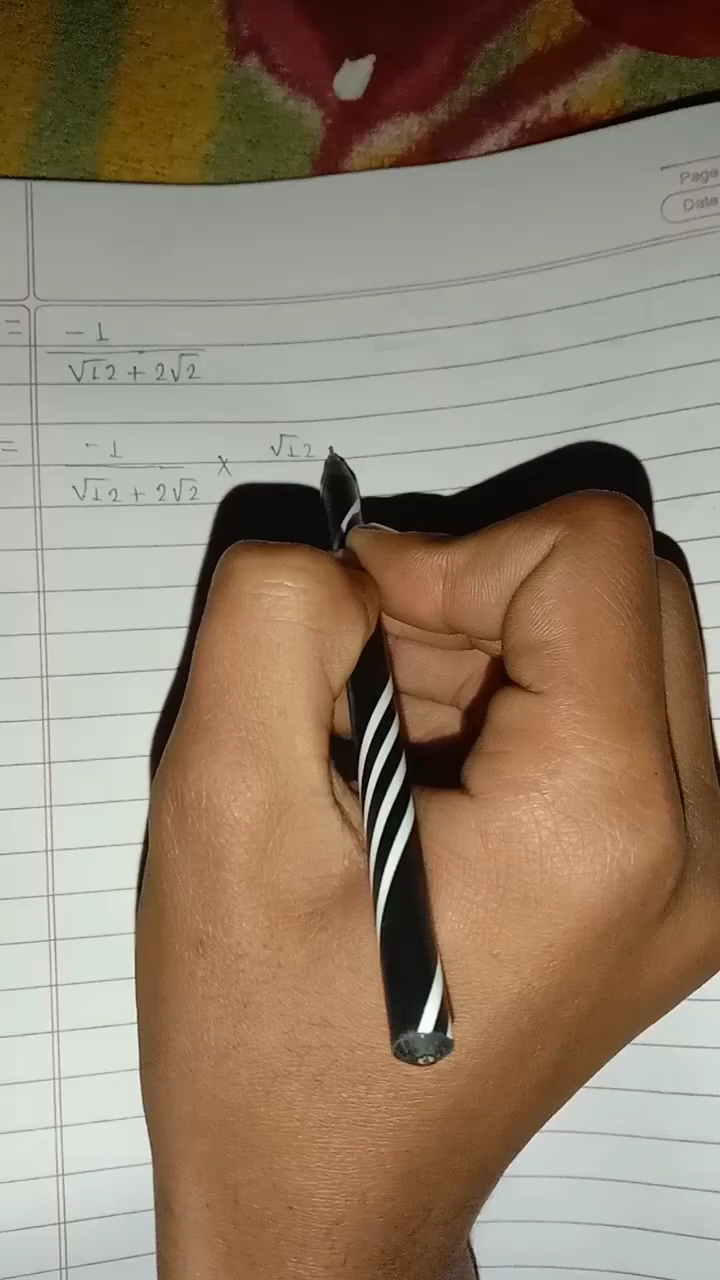 Page
Date
= -1
√12 + 2√2
= -1 × √12
√12 + 2√2